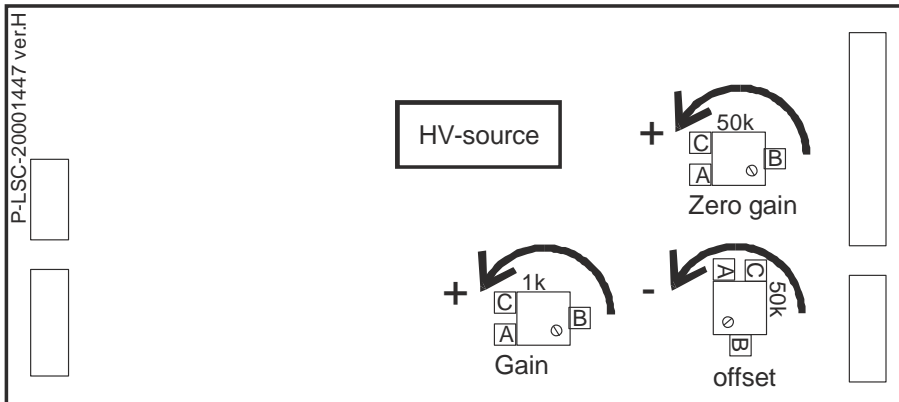 P-LSC-20001447 ver.H
HV-source
+
50k
C
B
A
Zero gain
+
1k
C
B
A
Gain
-
A
C
50k
B
offset